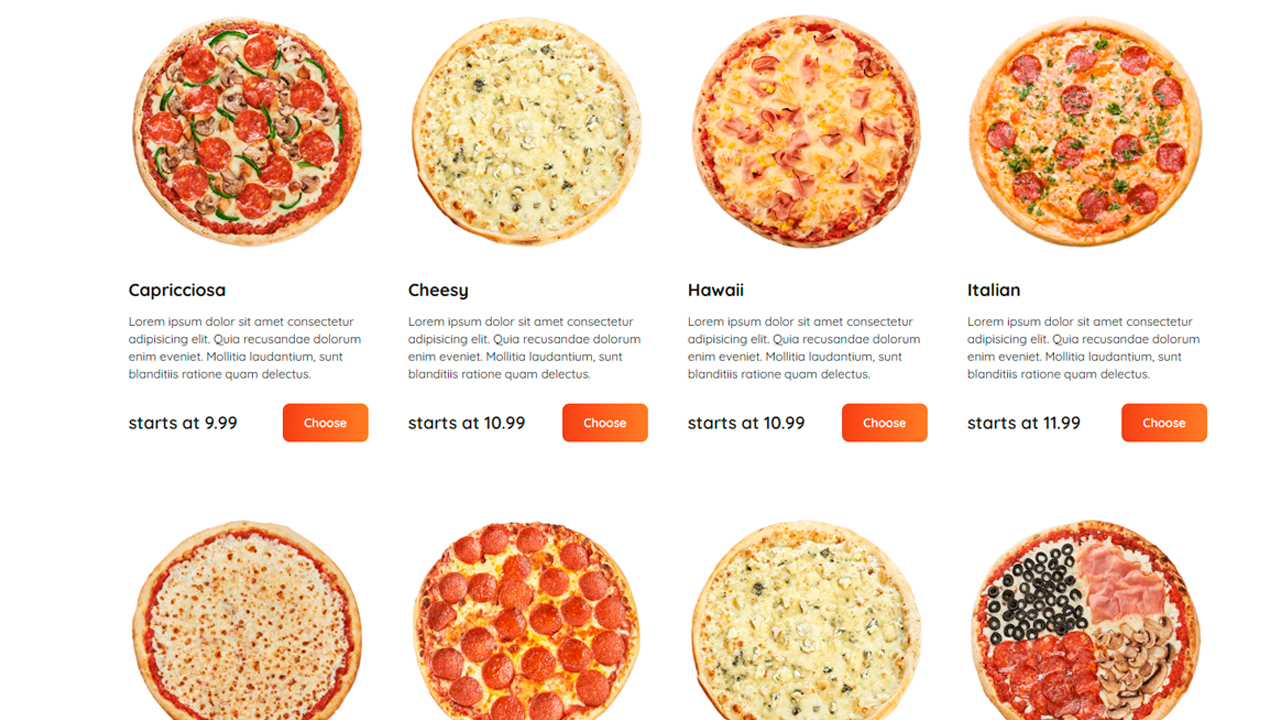 Capricciosa
Lorem ipsum dolor sit amet consectetur
adipisicing elit. Quia recusandae dolorum
enim eveniet. Mollitia laudantium, sunt
blanditiis ratione quam delectus.
starts at 9.99
Choose
Cheesy
Lorem ipsum dolor sit amet consectetur
adipisicing elit. Quia recusandae dolorum
enim eveniet. Mollitia laudantium, sunt
blanditiis ratione quam delectus.
starts at 10.99
Choose
Hawaii
Lorem ipsum dolor sit amet consectetur
adipisicing elit. Quia recusandae dolorum
enim eveniet. Mollitia laudantium, sunt
blanditiis ratione quam delectus.
starts at 10.99
Choose
Italian
Lorem ipsum dolor sit amet consectetur
adipisicing elit. Quia recusandae dolorum
enim eveniet. Mollitia laudantium, sunt
blanditiis ratione quam delectus.
starts at 11.99
Choose